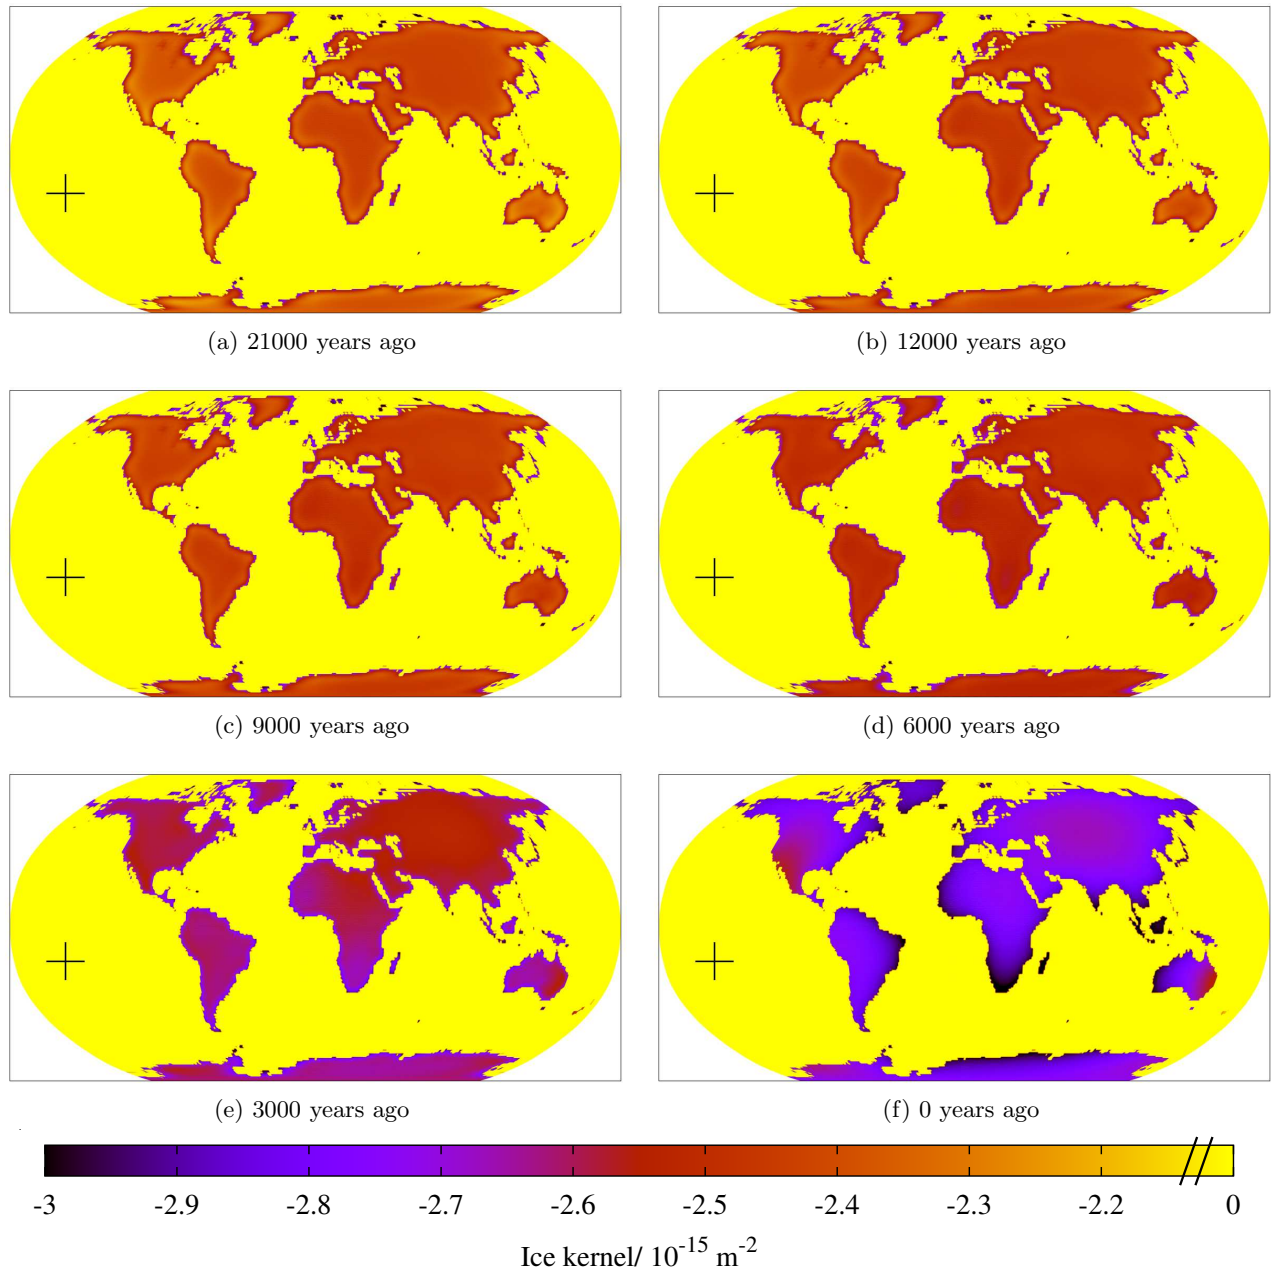 (a) 21000 years ago
(b) 12000 years ago
(c) 9000 years ago
(d) 6000 years ago
(e) 3000 years ago
(f) 0 years ago
-3 -2.9 -2.8 -2.7 -2.6 -2.5 -2.4 -2.3 -2.2 0
Ice kernel/ 10^-15 m^-2